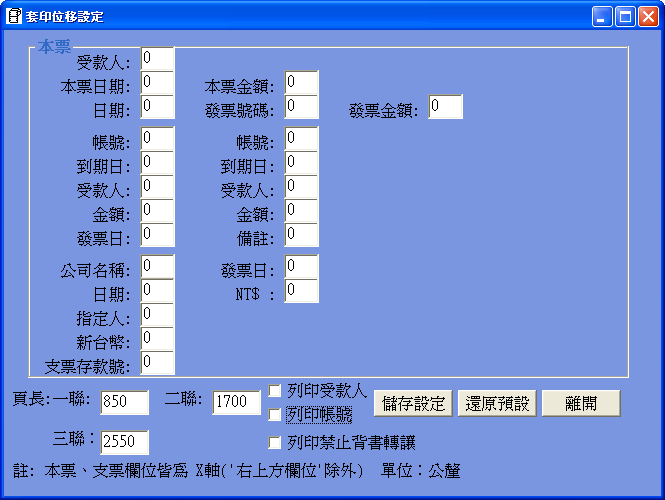 套印位移設定
本票
受款人: 0
本票日期: 0 本票金額: 0
日期: 0 發票號碼: 0 發票金額: 0
帳號: 0 帳號: 0
到期日: 0 到期日: 0
受款人: 0 受款人: 0
金額: 0 金額: 0
發票日: 0 備註: 0
公司名稱: 0 發票日: 0
日期: 0 NT$ : 0
指定人: 0
新台幣: 0
支票存款號: 0
頁長:一聯: 850 二聯: 1700 列印受款人
列印帳號 儲存設定 還原預設 離開
三聯: 2550 列印禁止背書轉讓
註: 本票、支票欄位皆為 X軸('右上方欄位'除外) 單位:公釐